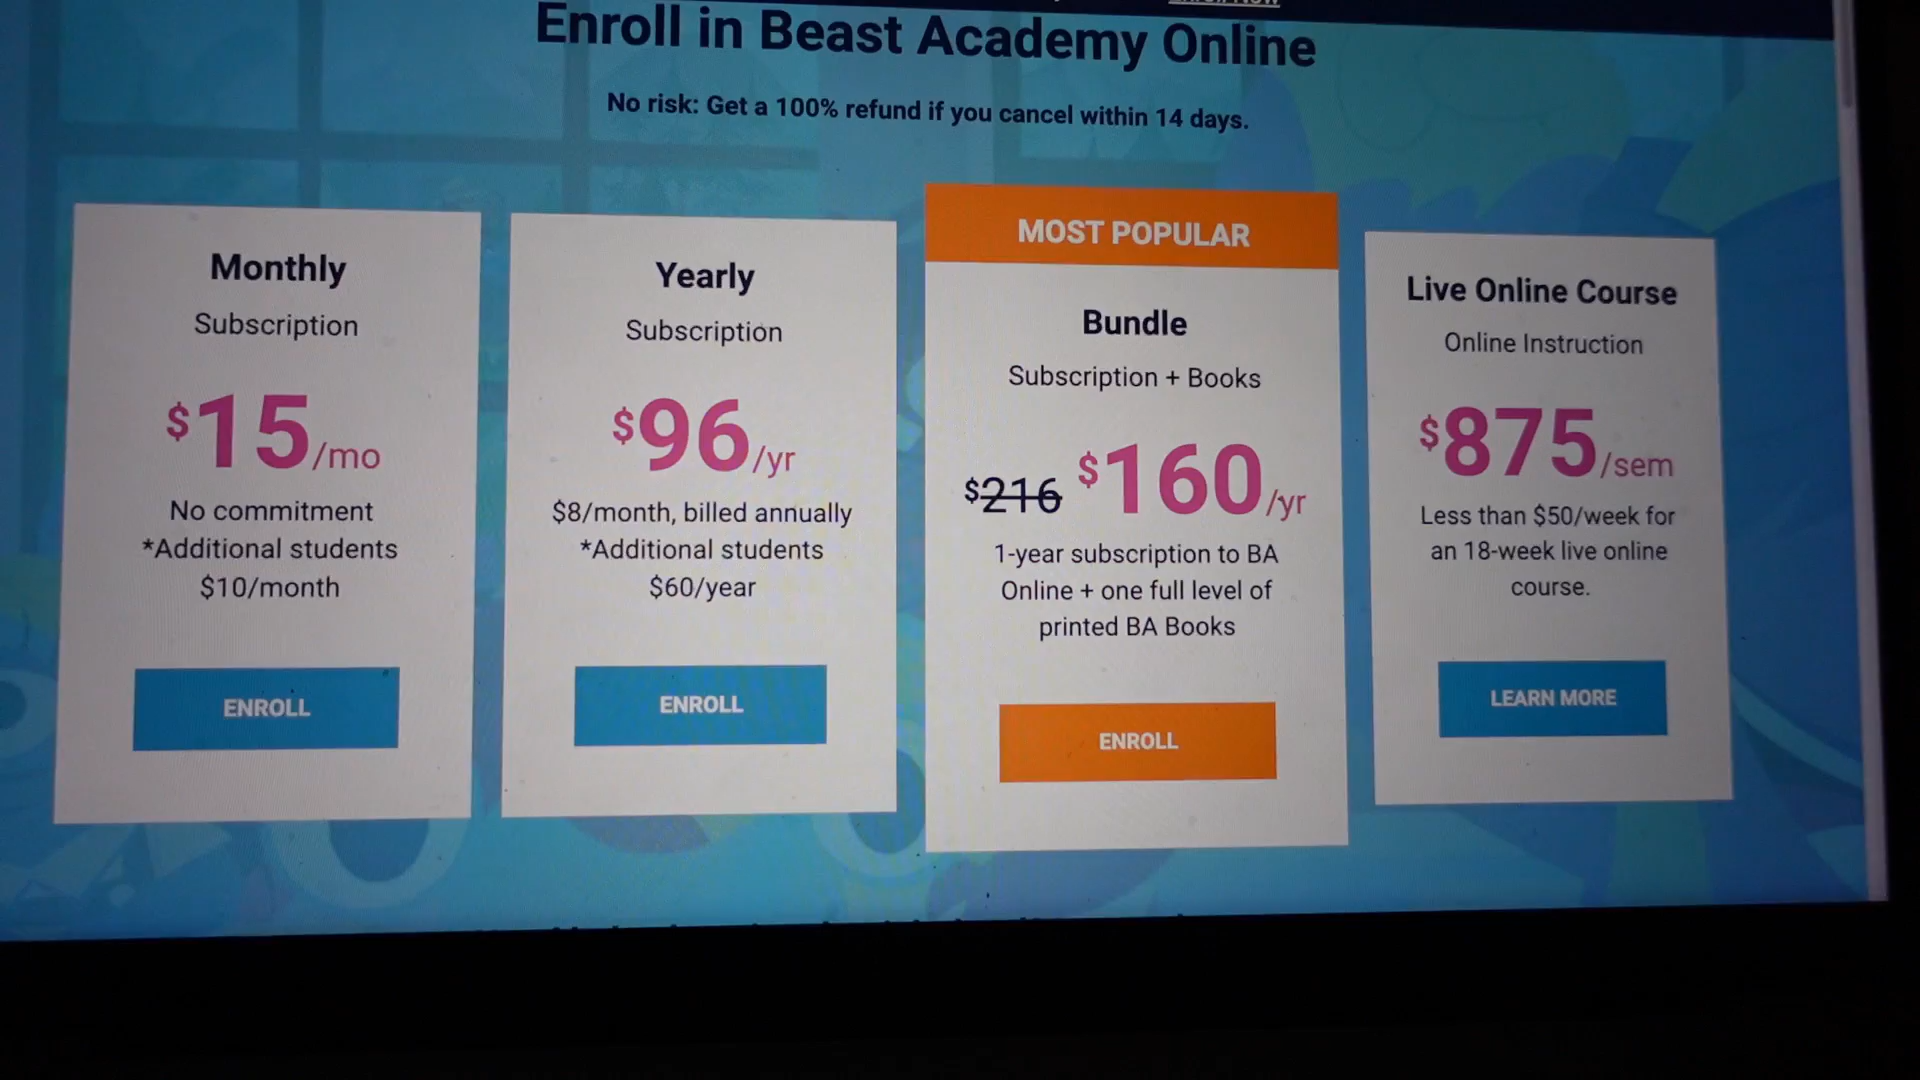 Enroll in Beast Academy Online
No risk: Get a 100% refund if you cancel within 14 days.
Monthly
Subscription
$15/mo
No commitment
*Additional students
$10/month
ENROLL
Yearly
Subscription
$96/yr
$8/month, billed annually
*Additional students
$60/year
ENROLL
MOST POPULAR
Bundle
Subscription + Books
$216 $160/yr
1-year subscription to BA
Online + one full level of
printed BA Books
ENROLL
Live Online Course
Online Instruction
$875/sem
Less than $50/week for
an 18-week live online
course.
LEARN MORE